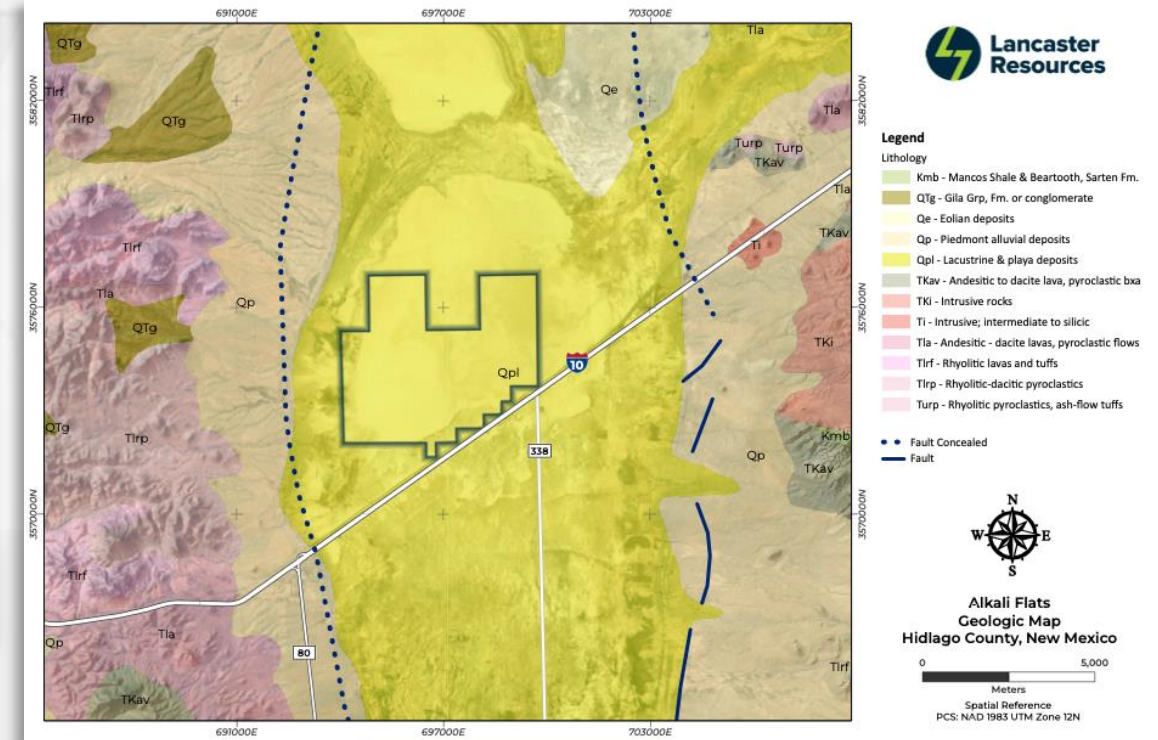 691000E
697000E
703000E
QTg
Tla
Tlrf
Tlrp
QTg
Qe
Tla
3582000N
3582000N
Turp
Turp
TKav
Tla
Tlrf
Ti
TKav
Tla
Qp
QTg
3576000N
3576000N
TKi
10
Qpl
QTg
Tlrp
338
Qp
Kmb
TKav
3570000N
3570000N
Tlrf
Qp
Tla
80
Tlrf
TKav
691000E
697000E
703000E
Lancaster
Resources
Legend
Lithology
Kmb - Mancos Shale & Beartooth, Sarten Fm.
QTg - Gila Grp, Fm. or conglomerate
Qe - Eolian deposits
Qp - Piedmont alluvial deposits
Qpl - Lacustrine & playa deposits
TKav - Andesitic to dacite lava, pyroclastic bxa
TKi - Intrusive rocks
Ti - Intrusive; intermediate to silicic
Tla - Andesitic - dacite lavas, pyroclastic flows
Tlrf - Rhyolitic lavas and tuffs
Tlrp - Rhyolitic-dacitic pyroclastics
Turp - Rhyolitic pyroclastics, ash-flow tuffs
Fault Concealed
Fault
N
W
E
S
Alkali Flats
Geologic Map
Hidlago County, New Mexico
0
5,000
Meters
Spatial Reference
PCS: NAD 1983 UTM Zone 12N